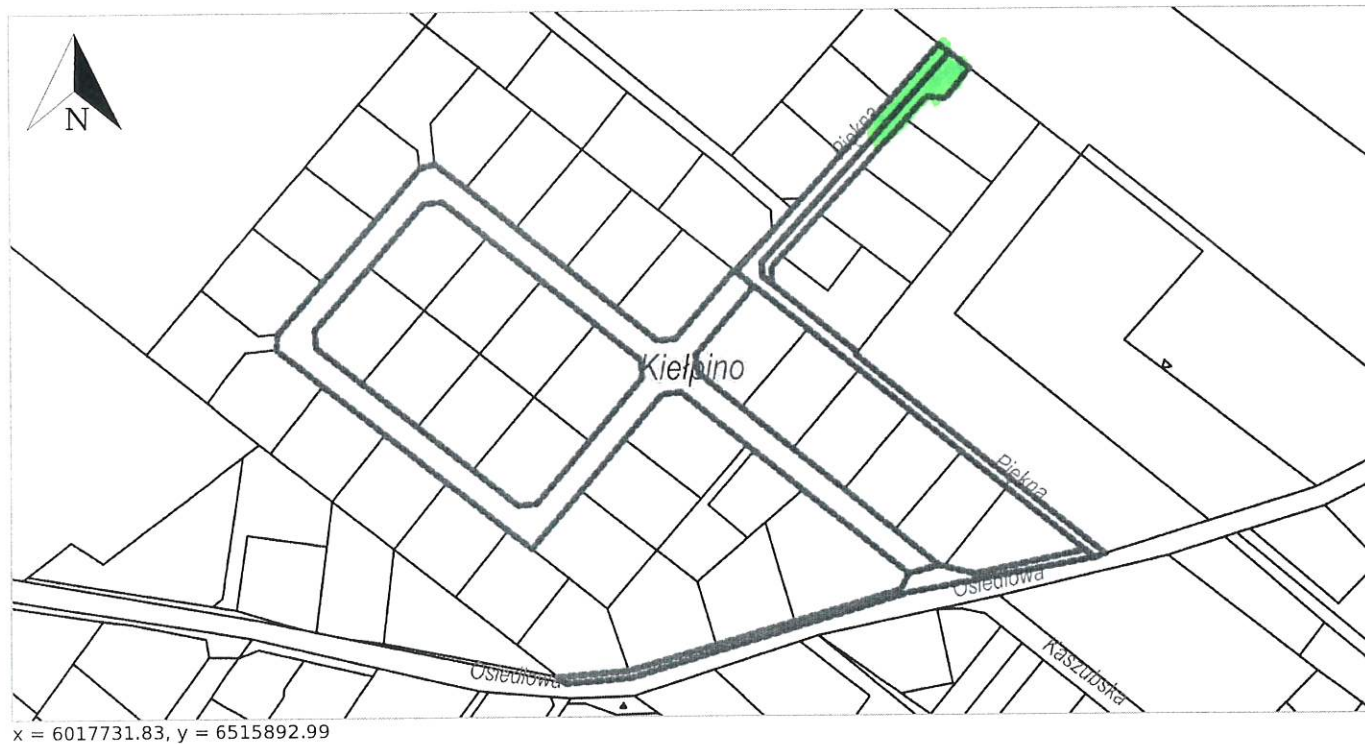 N
Piękna
Kiełpino
Piękna
Osiedlowa
Osiedlowa
Kaszubska
x = 6017731.83, y = 6515892.99